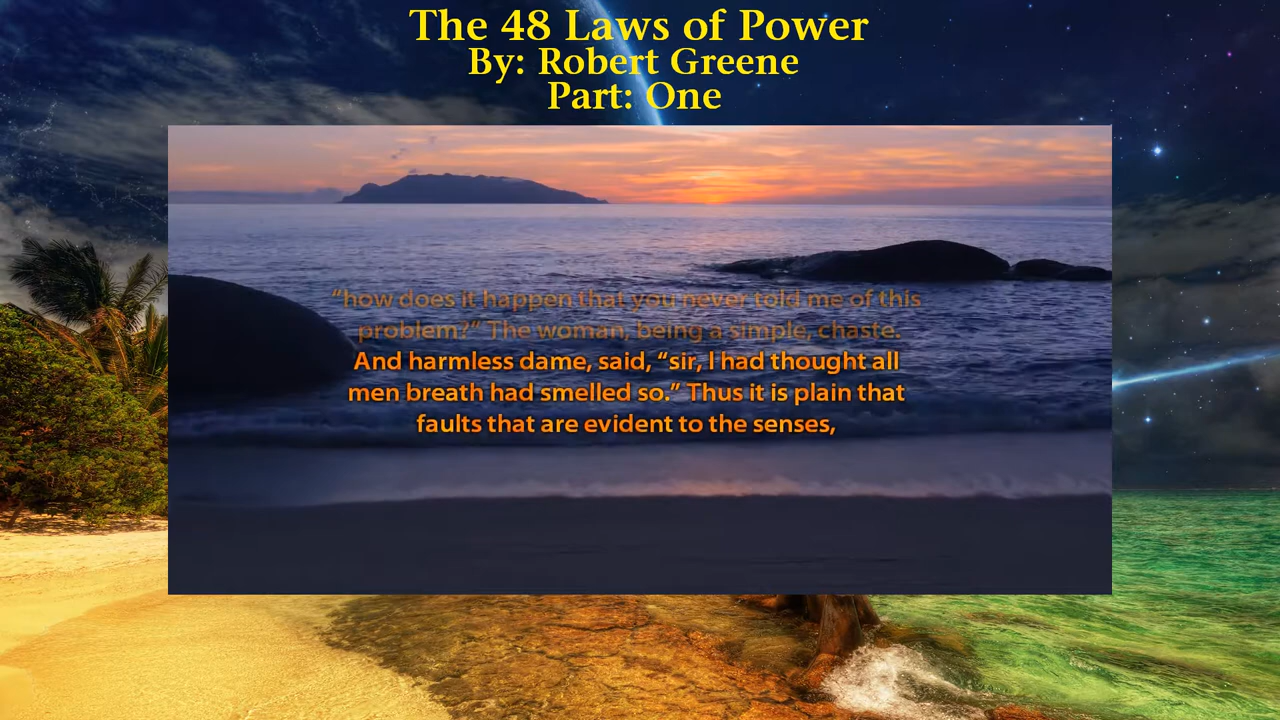 The 48 Laws of Power
By: Robert Greene
Part: One
“how does it happen that you never told me of this
problem?” The woman, being a simple, chaste.
And harmless dame, said, “sir, I had thought all
men breath had smelled so.” Thus it is plain that
faults that are evident to the senses,